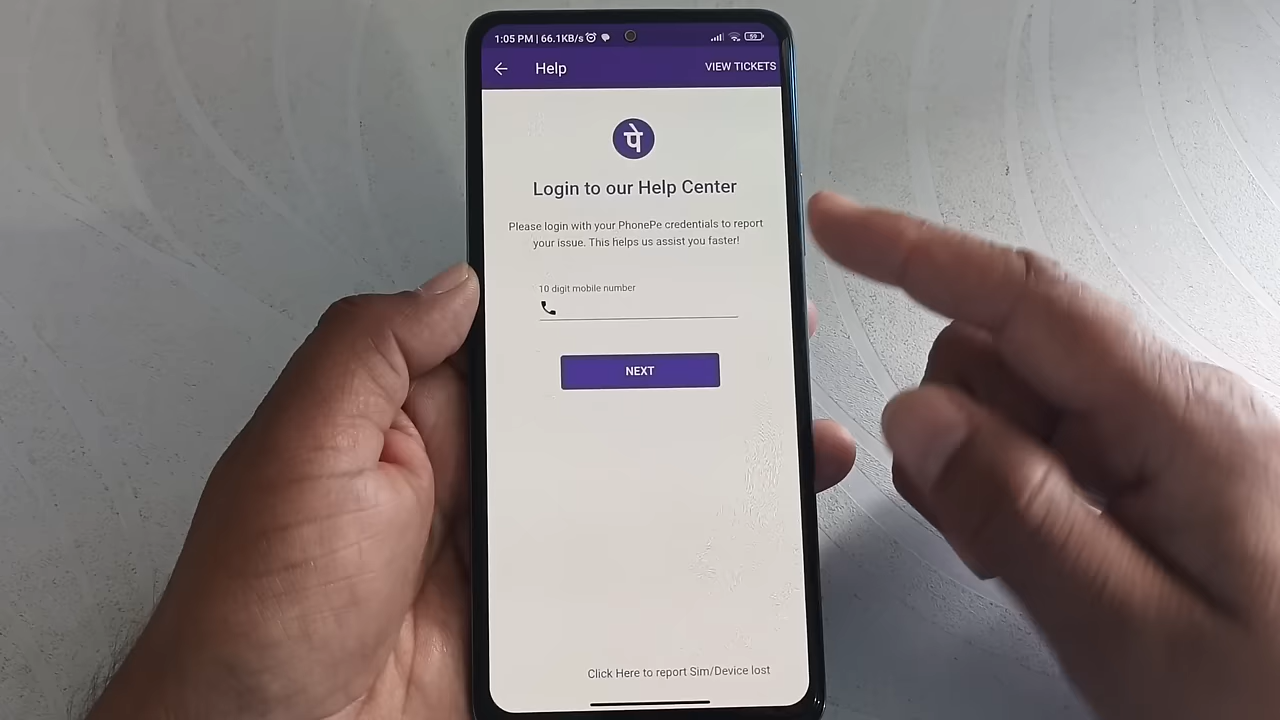 1:05 PM | 66.1KB/s 59
Help VIEW TICKETS
पे
Login to our Help Center
Please login with your PhonePe credentials to report
your issue. This helps us assist you faster!
10 digit mobile number
NEXT
Click Here to report Sim/Device lost